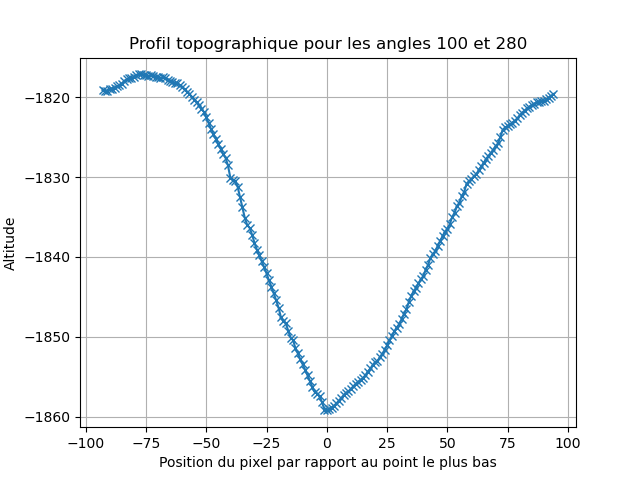 Profil topographique pour les angles 100 et 280
Altitude
−1820
−1830
−1840
−1850
−1860
−100 −75 −50 −25 0 25 50 75 100
Position du pixel par rapport au point le plus bas